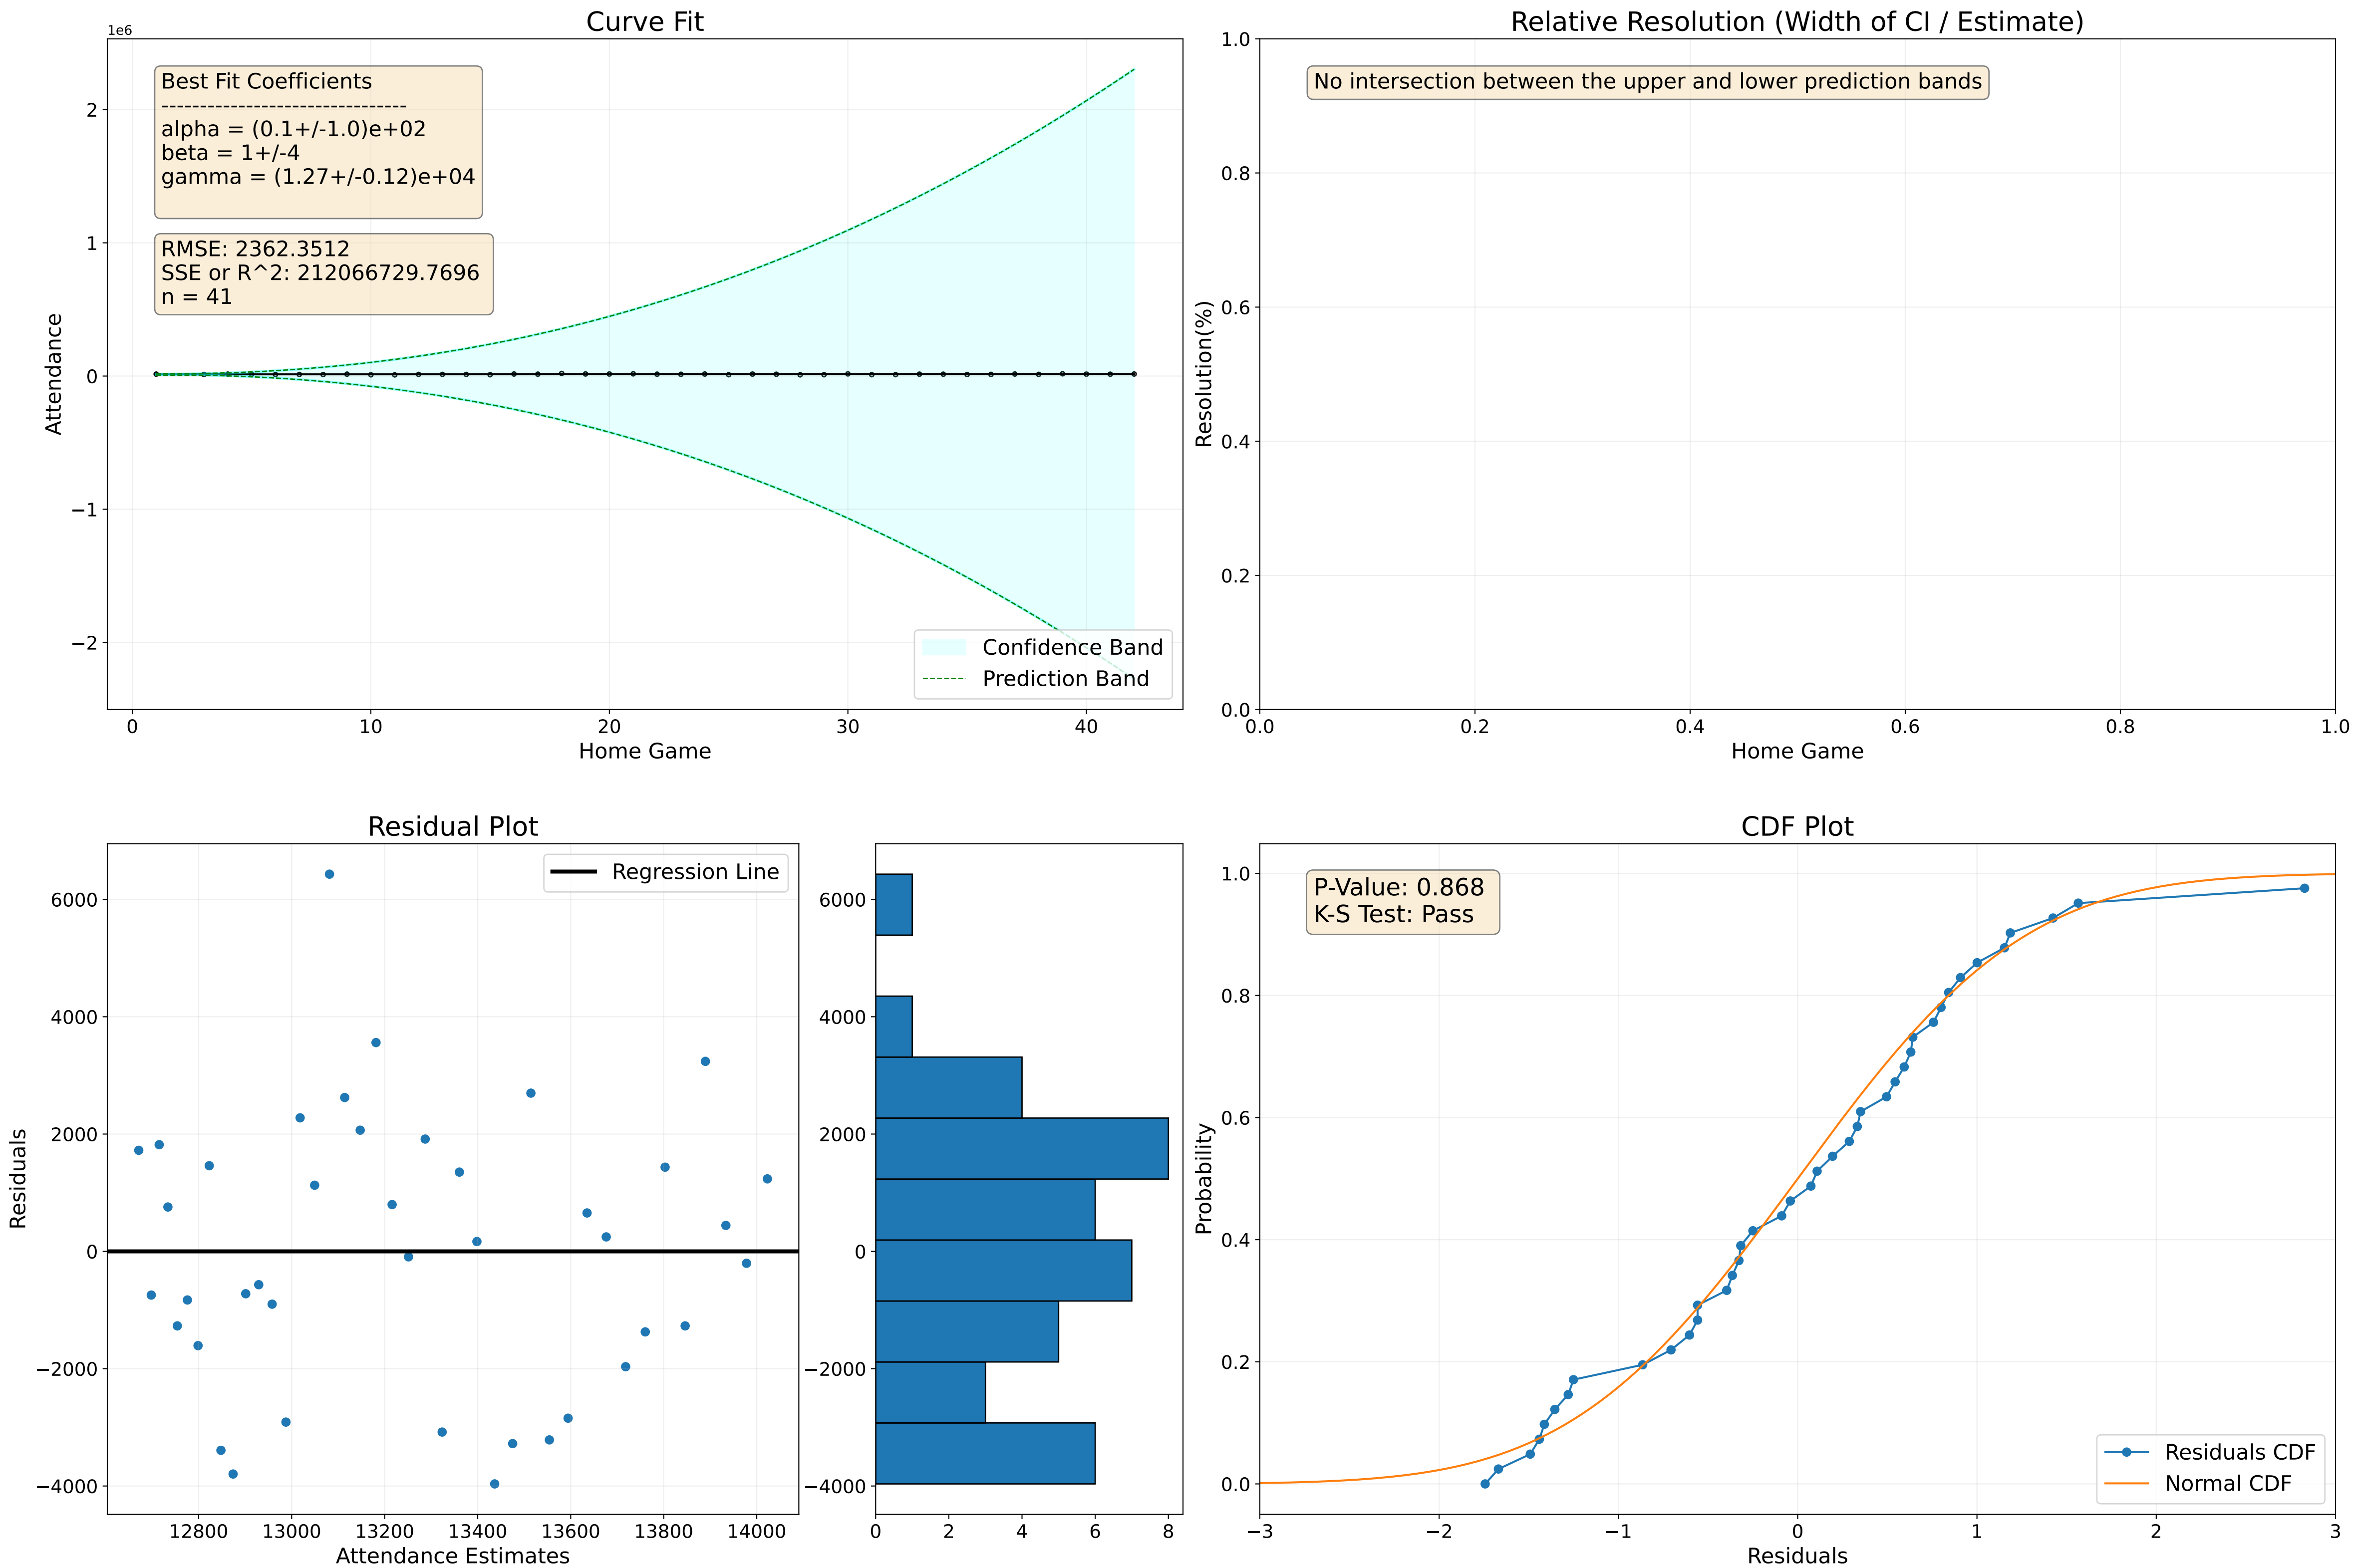 Curve Fit
1e6
Best Fit Coefficients
------------------------------
alpha = (0.1+/-1.0)e+02
beta = 1+/-4
gamma = (1.27+/-0.12)e+04
RMSE: 2362.3512
SSE or R^2: 212066729.7696
n = 41
2
1
0
−1
−2
Attendance
Confidence Band
Prediction Band
0 10 20 30 40
Home Game
Relative Resolution (Width of CI / Estimate)
No intersection between the upper and lower prediction bands
1.0
0.8
0.6
0.4
0.2
0.0
Resolution(%)
0.0 0.2 0.4 0.6 0.8 1.0
Home Game
Residual Plot
Regression Line
6000
4000
2000
0
−2000
−4000
Residuals
12800 13000 13200 13400 13600 13800 14000
Attendance Estimates
6000
4000
2000
0
−2000
−4000
0 2 4 6 8
CDF Plot
P-Value: 0.868
K-S Test: Pass
1.0
0.8
0.6
0.4
0.2
0.0
Probability
Residuals CDF
Normal CDF
−3 −2 −1 0 1 2 3
Residuals